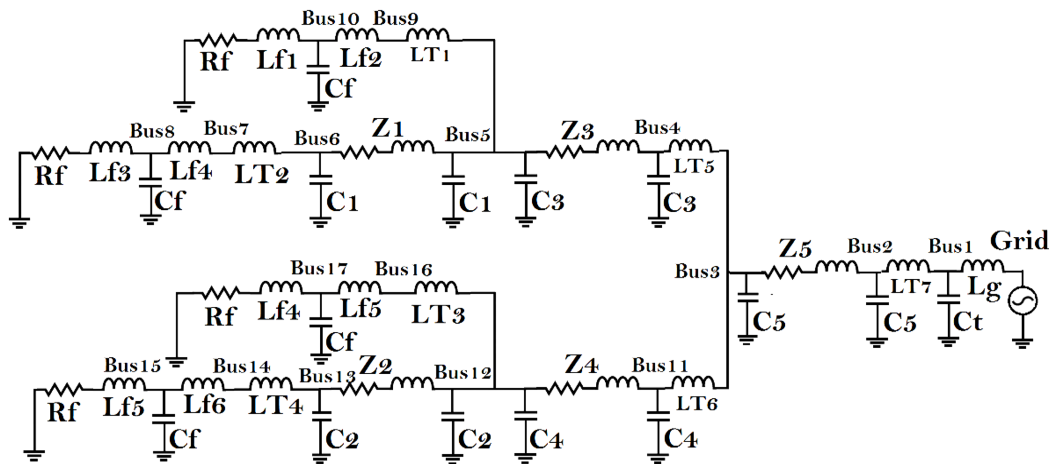 Bus10 Bus9
Rf Lf1 Lf2 LT1
Cf
Bus8 Bus7 Bus6 Z1 Bus5 Z3 Bus4
Rf Lf3 Lf4 LT2 LT5
Cf C1 C1 C3 C3
Bus3 Z5 Bus2 Bus1 Grid
LT7 Lg
C5 C5 Ct
Bus17 Bus16
Rf Lf4 Lf5 LT3
Cf
Bus15 Bus14 Bus13 Z2 Bus12 Z4 Bus11
Rf Lf5 Lf6 LT4 LT6
Cf C2 C2 C4 C4